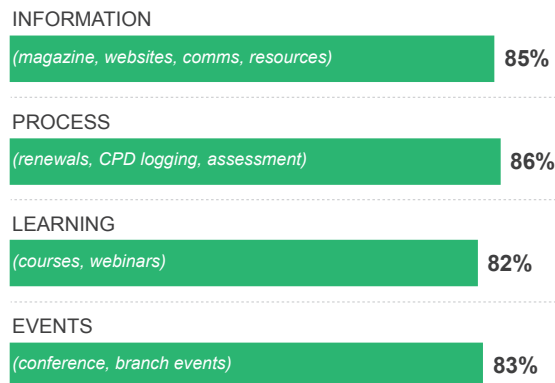 INFORMATION
(magazine, websites, comms, resources) 85%
PROCESS
(renewals, CPD logging, assessment) 86%
LEARNING
(courses, webinars) 82%
EVENTS
(conference, branch events) 83%